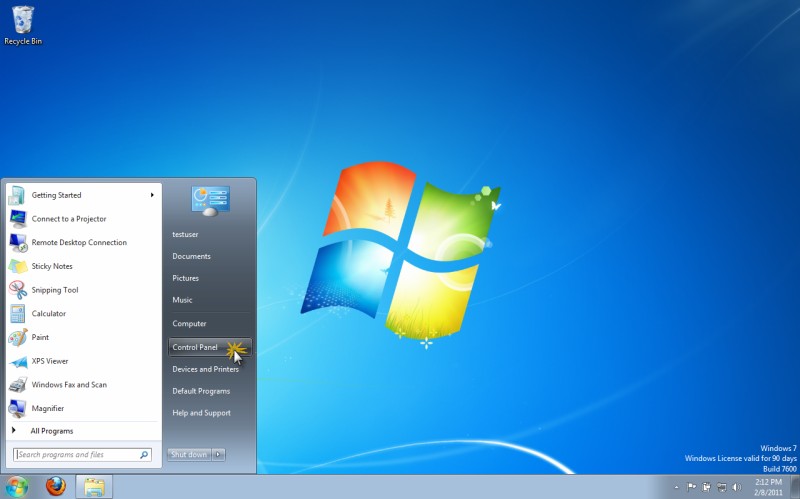 Recycle Bin
Getting Started
Connect to a Projector
Remote Desktop Connection
Sticky Notes
Snipping Tool
Calculator
Paint
XPS Viewer
Windows Fax and Scan
Magnifier
All Programs
Search programs and files
testuser
Documents
Pictures
Music
Computer
Control Panel
Devices and Printers
Default Programs
Help and Support
Shut down
Windows 7
Windows License valid for 90 days
Build 7600
2:12 PM
2/8/2011